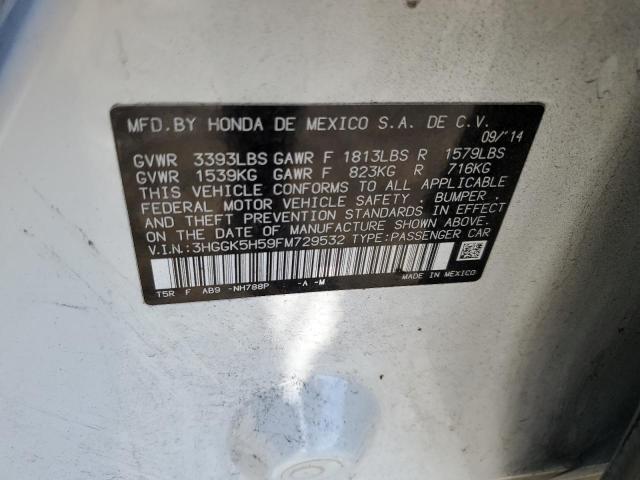 MFD.BY HONDA DE MEXICO S.A. DE C.V.
09/'14
GVWR 3393LBS GAWR F 1813LBS R 1579LBS
GVWR 1539KG GAWR F 823KG R 716KG
THIS VEHICLE CONFORMS TO ALL APPLICABLE
FEDERAL MOTOR VEHICLE SAFETY, BUMPER,
AND THEFT PREVENTION STANDARDS IN EFFECT
ON THE DATE OF MANUFACTURE SHOWN ABOVE.
V.I.N:3HGGK5H59FM729532 TYPE:PASSENGER CAR
T5R F AB9 -NH788P -A -M
MADE IN MEXICO